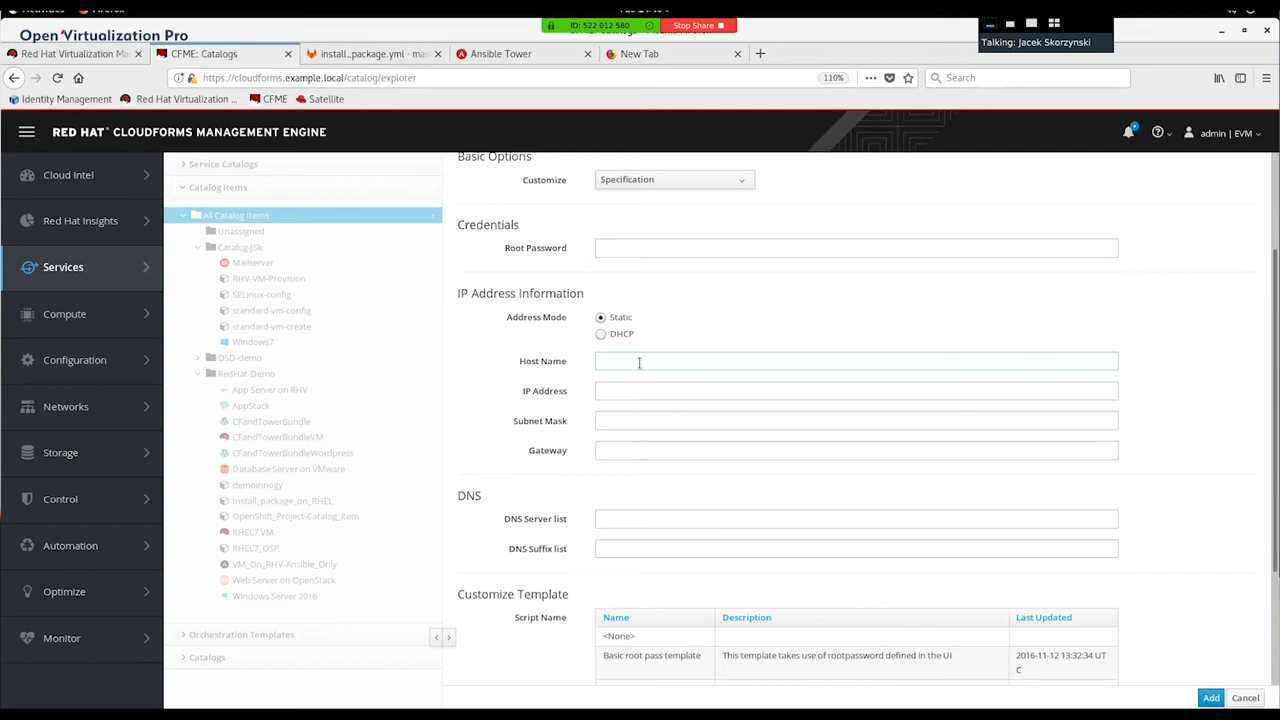 Open Virtualization Pro
ID: 522 012 580
Stop Share
Talking: Jacek Skorzynski
Red Hat Virtualization Ma
CFME: Catalogs
install_package.yml · mas
Ansible Tower
New Tab
https://cloudforms.example.local/catalog/explorer
110%
Search
Identity Management
Red Hat Virtualization ...
CFME
Satellite
RED HAT CLOUDFORMS MANAGEMENT ENGINE
admin | EVM
Cloud Intel
Red Hat Insights
Services
Compute
Configuration
Networks
Storage
Control
Automation
Optimize
Monitor
Service Catalogs
Catalog Items
All Catalog Items
Unassigned
Catalog-JSk
Mailserver
RHV-VM-Provision
SELinux-config
standard-vm-config
standard-vm-create
Windows7
OSD-demo
RedHat-Demo
App Server on RHV
AppStack
CFandTowerBundle
CFandTowerBundleVM
CFandTowerBundleWordpress
Database Server on VMware
demoinnogy
Install_package_on_RHEL
OpenShift_Project-Catalog_item
RHEL7 VM
RHEL7_OSP
VM_On_RHV-Ansible_Only
Web Server on OpenStack
Windows Server 2016
Orchestration Templates
Catalogs
Basic Options
Customize
Specification
Credentials
Root Password
IP Address Information
Address Mode
Static
DHCP
Host Name
IP Address
Subnet Mask
Gateway
DNS
DNS Server list
DNS Suffix list
Customize Template
Script Name
Name
Description
Last Updated
<None>
Basic root pass template
This template takes use of rootpassword defined in the UI
2016-11-12 13:32:34 UT
C
Add
Cancel